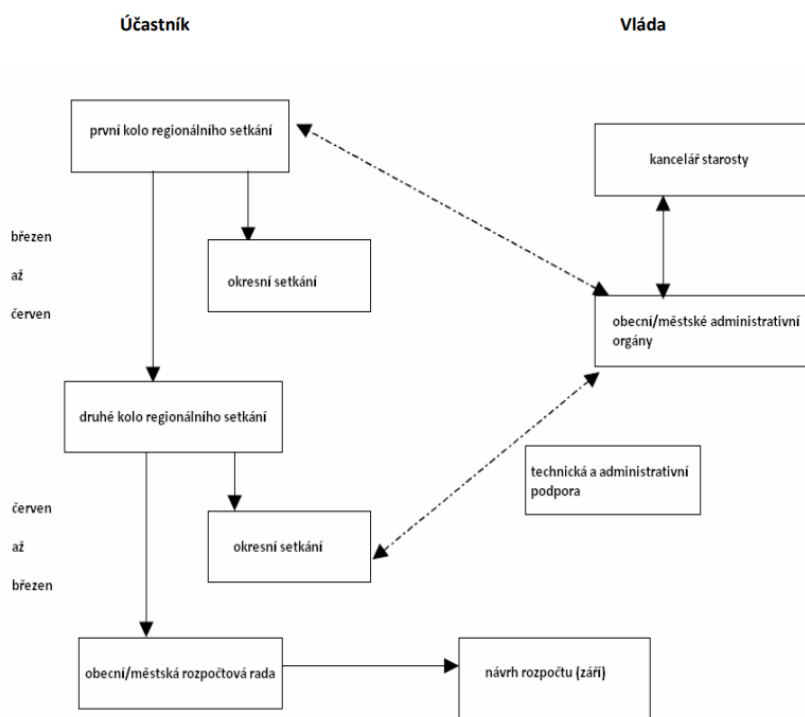 Účastník
Vláda
první kolo regionálního setkání
kancelář starosty
březen
až
červen
okresní setkání
obecní/městské administrativní
orgány
druhé kolo regionálního setkání
technická a administrativní
podpora
červen
až
březen
okresní setkání
obecní/městská rozpočtová rada
návrh rozpočtu (září)